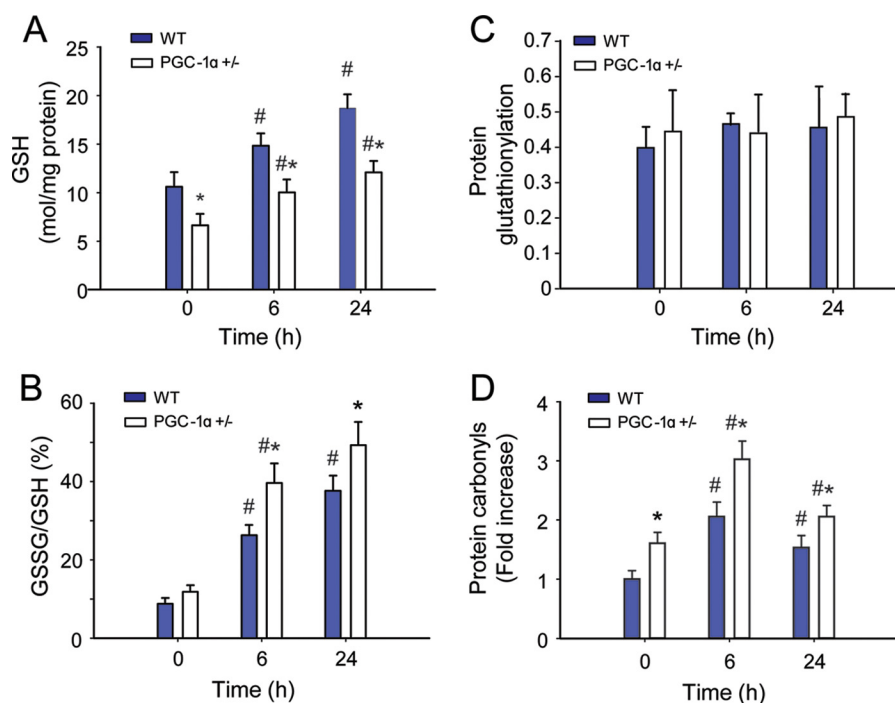 A
WT
PGC-1α +/-
GSH
(mol/mg protein)
25
20
15
10
5
0
*
#
#*
#
#*
0 6 24
Time (h)
B
WT
PGC-1α +/-
GSSG/GSH (%)
60
40
20
0
#
#*
#
*
0 6 24
Time (h)
C
WT
PGC-1α +/-
Protein
glutathionylation
0.7
0.6
0.5
0.4
0.3
0.2
0.1
0
0 6 24
Time (h)
D
WT
PGC-1α +/-
Protein carbonyls
(Fold increase)
4
3
2
1
0
*
#
#*
#
#*
0 6 24
Time (h)